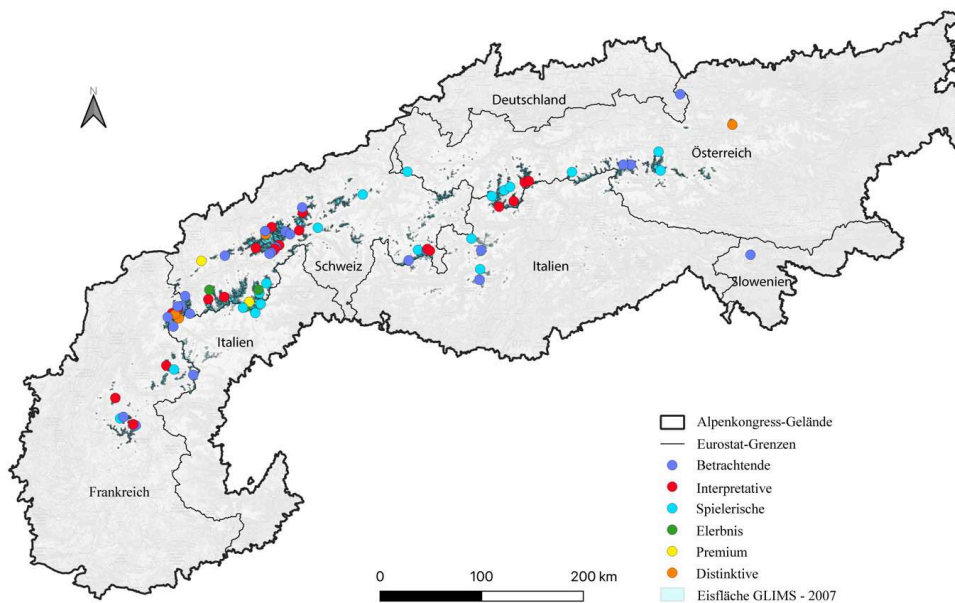 N
Deutschland
Österreich
Schweiz
Italien
Slowenien
Italien
Frankreich
Alpenkongress-Gelände
Eurostat-Grenzen
Betrachtende
Interpretative
Spielerische
Elerbnis
Premium
Distinktive
Eisfläche GLIMS - 2007
0 100 200 km